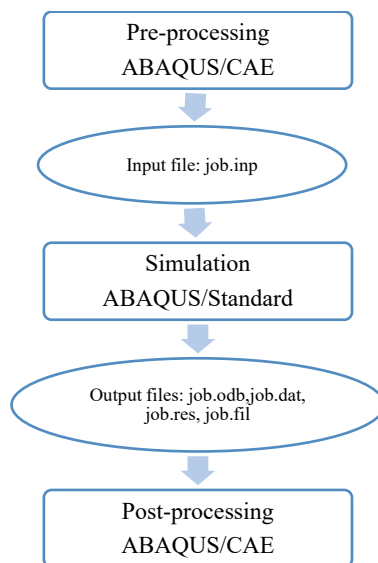 Pre-processing
ABAQUS/CAE
Input file: job.inp
Simulation
ABAQUS/Standard
Output files: job.odb,job.dat,
job.res, job.fil
Post-processing
ABAQUS/CAE